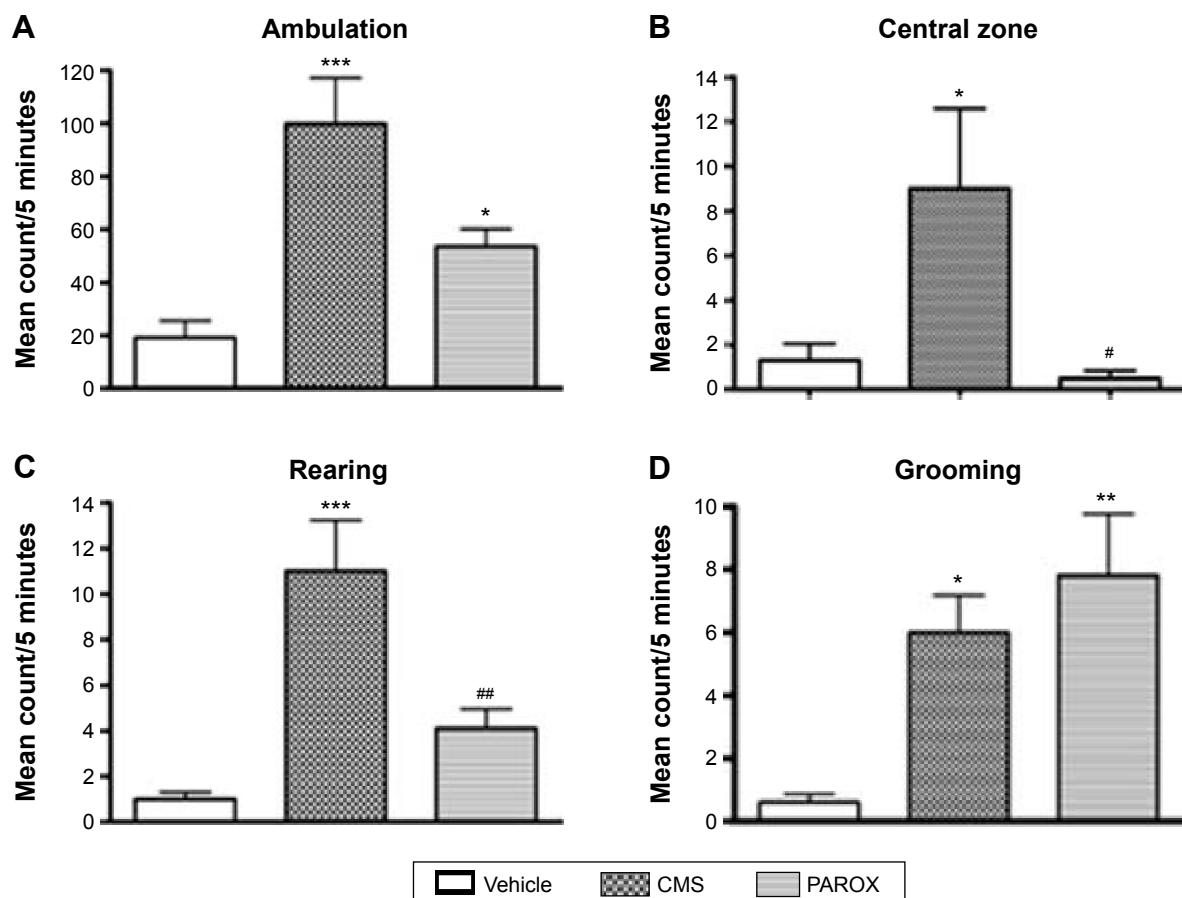 A
Ambulation
Mean count/5 minutes
120
100
80
60
40
20
0
***
*
B
Central zone
Mean count/5 minutes
14
12
10
8
6
4
2
0
*
#
C
Rearing
Mean count/5 minutes
14
12
10
8
6
4
2
0
***
##
D
Grooming
Mean count/5 minutes
10
8
6
4
2
0
*
**
Vehicle CMS PAROX